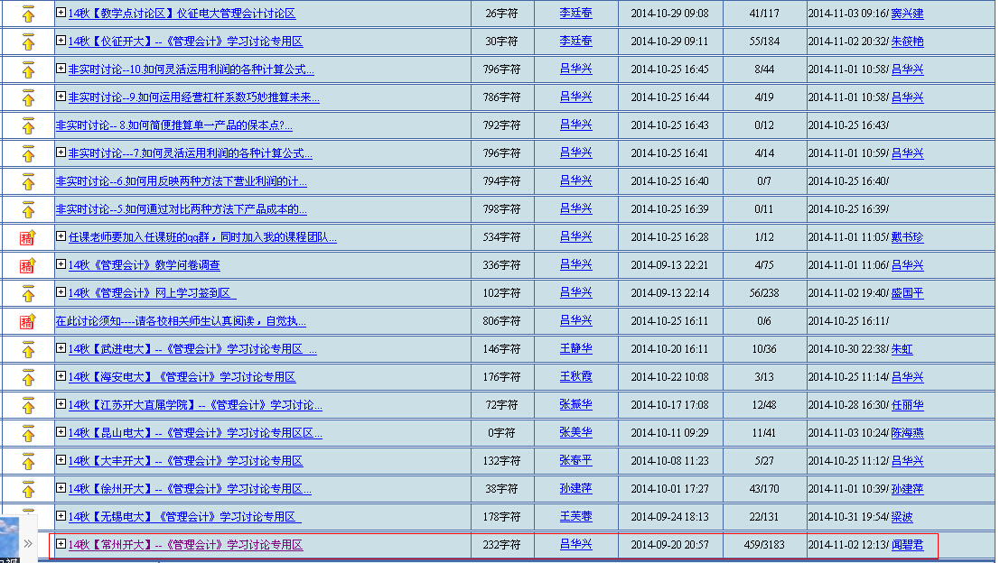 14秋【教学点讨论区】仪征电大管理会计讨论区 26字符 李廷春 2014-10-29 09:08 41/117 2014-11-03 09:16/ 窦兴建
14秋【仪征开大】--《管理会计》学习讨论专用区 30字符 李廷春 2014-10-29 09:11 55/184 2014-11-02 20:32/ 朱筱艳
非实时讨论--10.如何灵活运用利润的各种计算公式... 796字符 吕华兴 2014-10-25 16:45 8/44 2014-11-01 10:58/ 吕华兴
非实时讨论--9.如何运用经营杠杆系数巧妙推算未来... 786字符 吕华兴 2014-10-25 16:44 4/19 2014-11-01 10:58/ 吕华兴
非实时讨论-- 8.如何简便推算单一产品的保本点?... 792字符 吕华兴 2014-10-25 16:43 0/12 2014-10-25 16:43/
非实时讨论---7.如何灵活运用利润的各种计算公式... 796字符 吕华兴 2014-10-25 16:41 4/14 2014-11-01 10:59/ 吕华兴
非实时讨论--6.如何用反映两种方法下营业利润的计... 794字符 吕华兴 2014-10-25 16:40 0/7 2014-10-25 16:40/
非实时讨论--5.如何通过对比两种方法下产品成本的... 798字符 吕华兴 2014-10-25 16:39 0/11 2014-10-25 16:39/
精 任课老师要加入任课班的qq群，同时加入我的课程团队... 534字符 吕华兴 2014-10-25 16:28 1/12 2014-11-01 11:05/ 戴书珍
精 14秋《管理会计》教学问卷调查 336字符 吕华兴 2014-09-13 22:21 4/75 2014-11-01 11:06/ 吕华兴
14秋《管理会计》网上学习签到区 102字符 吕华兴 2014-09-13 22:14 56/238 2014-11-02 19:40/ 盛国平
精 在此讨论须知----请各校相关师生认真阅读，自觉执... 806字符 吕华兴 2014-10-25 16:11 0/6 2014-10-25 16:11/
14秋【武进电大】--《管理会计》学习讨论专用区 ... 146字符 王静华 2014-10-20 16:11 10/36 2014-10-30 22:38/ 朱虹
14秋【海安电大】《管理会计》学习讨论专用区 176字符 王秋霞 2014-10-22 10:08 3/13 2014-10-25 11:14/ 吕华兴
14秋【江苏开大直属学院】--《管理会计》学习讨论... 72字符 张振华 2014-10-17 17:08 12/48 2014-10-28 16:30/ 任丽华
14秋【昆山电大】--《管理会计》学习讨论专用区区... 0字符 张美华 2014-10-11 09:29 11/41 2014-11-03 10:24/ 陈海燕
14秋【大丰开大】--《管理会计》学习讨论专用区 132字符 张春平 2014-10-08 11:23 5/27 2014-10-25 11:12/ 吕华兴
14秋【徐州开大】--《管理会计》学习讨论专用区... 38字符 孙建萍 2014-10-01 17:27 43/170 2014-11-01 10:39/ 孙建萍
14秋【无锡电大】《管理会计》学习讨论专用区 178字符 王芙蓉 2014-09-24 18:13 22/131 2014-10-31 19:54/ 梁波
14秋【常州开大】--《管理会计》学习讨论专用区 232字符 吕华兴 2014-09-20 20:57 459/3183 2014-11-02 12:13/ 闻碧君